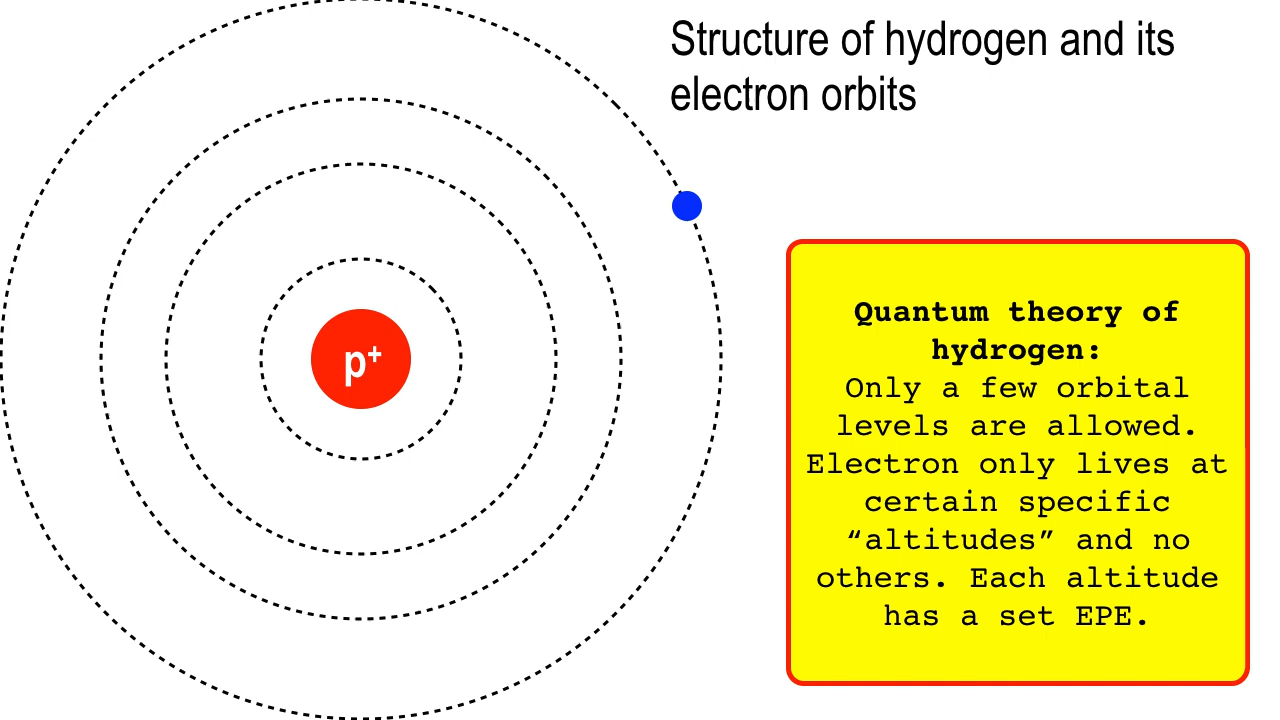 Structure of hydrogen and its
electron orbits
p⁺
Quantum theory of
hydrogen:
Only a few orbital
levels are allowed.
Electron only lives at
certain specific
“altitudes” and no
others. Each altitude
has a set EPE.